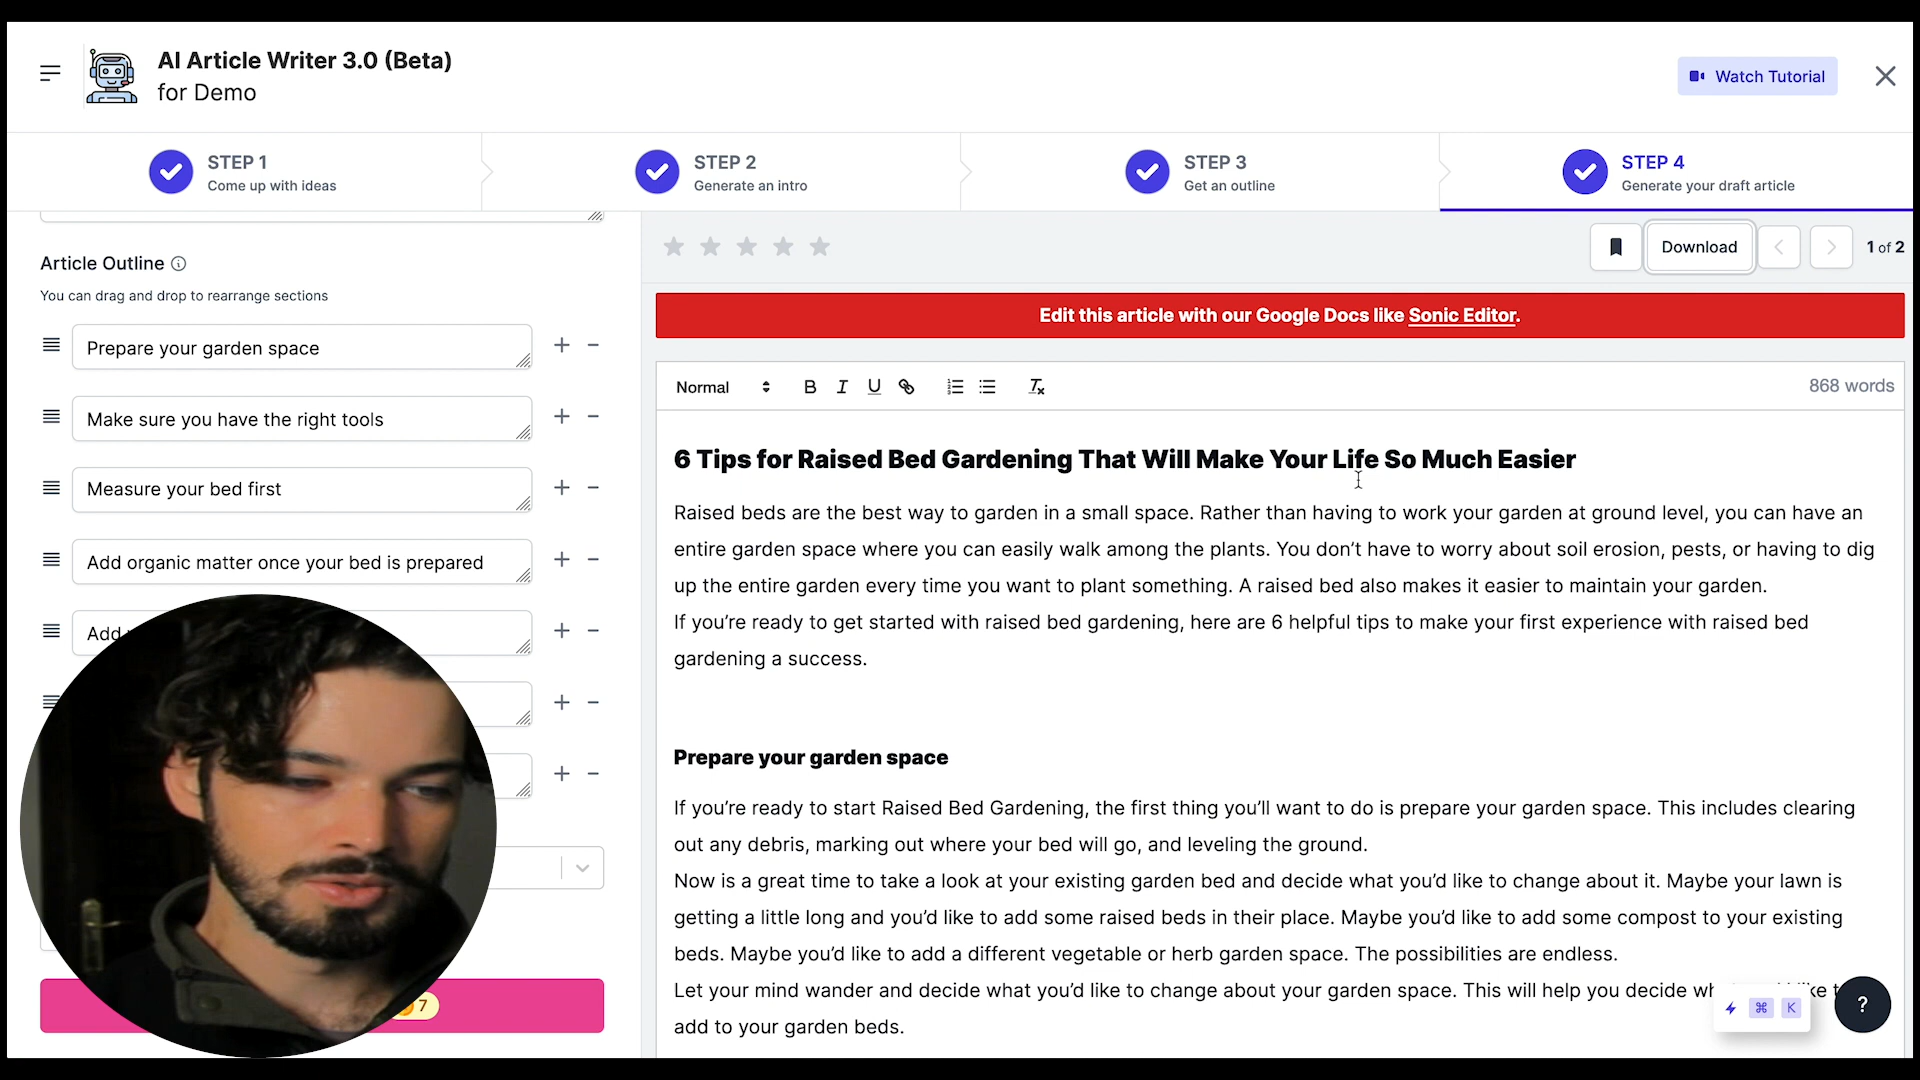 AI Article Writer 3.0 (Beta)
for Demo
Watch Tutorial
STEP 1
Come up with ideas
STEP 2
Generate an intro
STEP 3
Get an outline
STEP 4
Generate your draft article
Article Outline
You can drag and drop to rearrange sections
Prepare your garden space
Make sure you have the right tools
Measure your bed first
Add organic matter once your bed is prepared
Add
7
Download
1 of 2
Edit this article with our Google Docs like Sonic Editor.
Normal
B I U
868 words
6 Tips for Raised Bed Gardening That Will Make Your Life So Much Easier
Raised beds are the best way to garden in a small space. Rather than having to work your garden at ground level, you can have an
entire garden space where you can easily walk among the plants. You don't have to worry about soil erosion, pests, or having to dig
up the entire garden every time you want to plant something. A raised bed also makes it easier to maintain your garden.
If you're ready to get started with raised bed gardening, here are 6 helpful tips to make your first experience with raised bed
gardening a success.
Prepare your garden space
If you're ready to start Raised Bed Gardening, the first thing you'll want to do is prepare your garden space. This includes clearing
out any debris, marking out where your bed will go, and leveling the ground.
Now is a great time to take a look at your existing garden bed and decide what you'd like to change about it. Maybe your lawn is
getting a little long and you'd like to add some raised beds in their place. Maybe you'd like to add some compost to your existing
beds. Maybe you'd like to add a different vegetable or herb garden space. The possibilities are endless.
Let your mind wander and decide what you'd like to change about your garden space. This will help you decide
add to your garden beds.
⌘ K
?